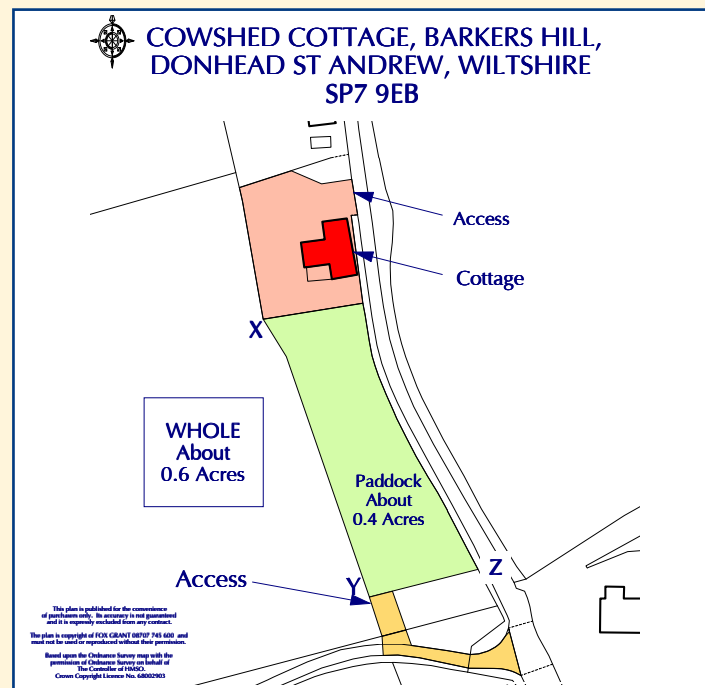 COWSHED COTTAGE, BARKERS HILL,
DONHEAD ST ANDREW, WILTSHIRE
SP7 9EB
Access
Cottage
X
WHOLE
About
0.6 Acres
Paddock
About
0.4 Acres
Z
Access
Y
This plan is published for the convenience
of purchasers only. Its accuracy is not guaranteed
and it is expressly excluded from any contract.
The plan is copyright of FOX GRANT 08707 745 600 and
must not be used or reproduced without their permission.
Based upon the Ordnance Survey map with the
permission of Ordnance Survey on behalf of
The Controller of HMSO.
Crown Copyright Licence No. 68002903